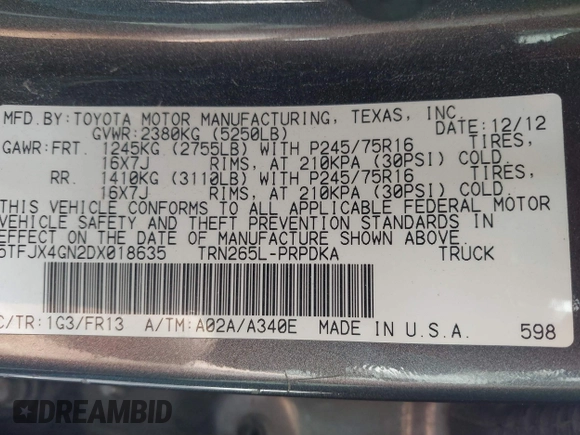 MFD.BY:TOYOTA MOTOR MANUFACTURING, TEXAS, INC.
GVWR:2380KG (5250LB) DATE:12/12
GAWR:FRT. 1245KG (2755LB) WITH P245/75R16 TIRES,
16X7J RIMS, AT 210KPA (30PSI) COLD.
RR. 1410KG (3110LB) WITH P245/75R16 TIRES,
16X7J RIMS, AT 210KPA (30PSI) COLD.
THIS VEHICLE CONFORMS TO ALL APPLICABLE FEDERAL MOTOR
VEHICLE SAFETY AND THEFT PREVENTION STANDARDS IN
EFFECT ON THE DATE OF MANUFACTURE SHOWN ABOVE.
5TFJX4GN2DX018635 TRN265L-PRPDKA TRUCK
C/TR:1G3/FR13 A/TM:A02A/A340E MADE IN U.S.A. 598
DREAMBID